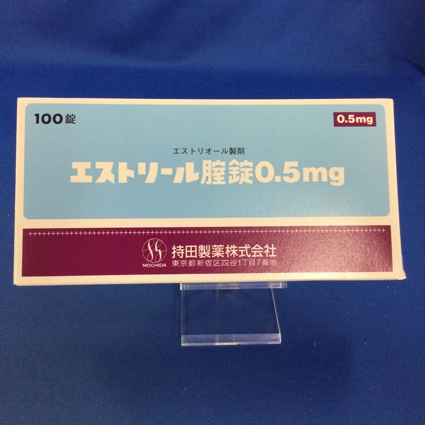 100錠
0.5mg
エストリオール製剤
エストリール腟錠0.5mg
MOCHIDA
持田製薬株式会社
東京都新宿区四谷1丁目7番地